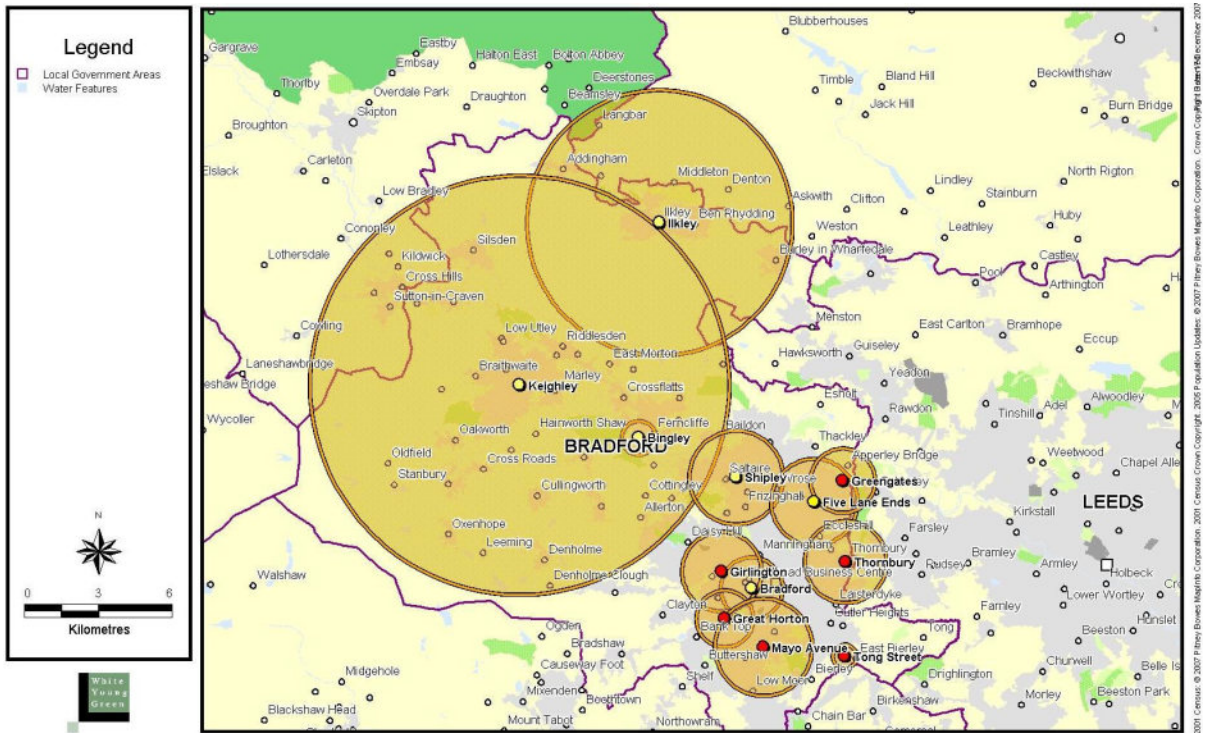 Legend
Local Government Areas
Water Features
N
0 3 6
Kilometres
White
Young
Green
Blubberhouses
Gargrave
Eastby
Halton East
Bolton Abbey
Embsay
Deerstones
Thorlby
Overdale Park
Draughton
Beamsley
Timble
Bland Hill
Beckwithshaw
Jack Hill
Burn Bridge
Skipton
Langbar
Broughton
Carleton
Elslack
Addingham
Middleton
Denton
North Rigton
Low Bradley
Lindley
Stainburn
Askwith
Clifton
Ilkley
Ilkley
Ben Rhydding
Huby
Cononley
Weston
Leathley
Silsden
Lothersdale
Kildwick
Burley in Wharfedale
Castley
Cross Hills
Pool
Arthington
Sutton-in-Craven
Menston
East Carlton
Bramhope
Cowling
Low Utley
Riddlesden
Eccup
Laneshawbridge
East Morton
Hawksworth
Guiseley
Braithwaite
Marley
Yeadon
Keighley
Crossflatts
Esholt
Adel
Alwoodley
Wycoller
Rawdon
Tinshill
Hainworth Shaw
Ferncliffe
Baildon
Oakworth
BRADFORD
Bingley
Thackley
Oldfield
Cross Roads
Apperley Bridge
Weetwood
Stanbury
Saltaire
Shipley
Greengates
Cullingworth
Cottingley
Frizinghall
Five Lane Ends
LEEDS
Allerton
Kirkstall
Oxenhope
Daisy Hill
Eccleshill
Farsley
Leeming
Manningham
Thornbury
Bramley
Denholme
Thornbury
Walshaw
Girlington
Armley
Holbeck
Denholme Clough
Bradford
Laisterdyke
Lower Wortley
Clayton
Farnley
Great Horton
Tong
Hunslet
Ogden
Bank Top
Beeston
Bradshaw
Mayo Avenue
East Bierley
Midgehole
Causeway Foot
Buttershaw
Bierley
Tong Street
Churwell
Shelf
Low Moor
Drighlington
Mixenden
Birkenshaw
Morley
Beeston Park
Blackshaw Head
Mount Tabor
Northowram
Chain Bar